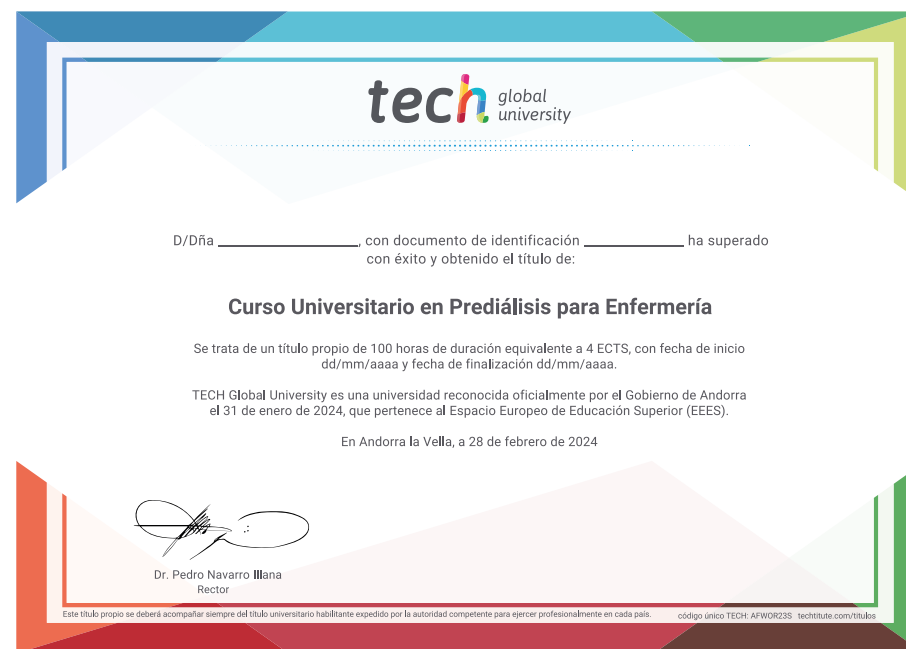 tech global
university
D/Dña ______________, con documento de identificación __________ ha superado
con éxito y obtenido el título de:
Curso Universitario en Prediálisis para Enfermería
Se trata de un título propio de 100 horas de duración equivalente a 4 ECTS, con fecha de inicio
dd/mm/aaaa y fecha de finalización dd/mm/aaaa.
TECH Global University es una universidad reconocida oficialmente por el Gobierno de Andorra
el 31 de enero de 2024, que pertenece al Espacio Europeo de Educación Superior (EEES).
En Andorra la Vella, a 28 de febrero de 2024
Dr. Pedro Navarro Illana
Rector
Este título propio se deberá acompañar siempre del título universitario habilitante expedido por la autoridad competente para ejercer profesionalmente en cada país.
código único TECH: AFWOR23S techtitute.com/titulos